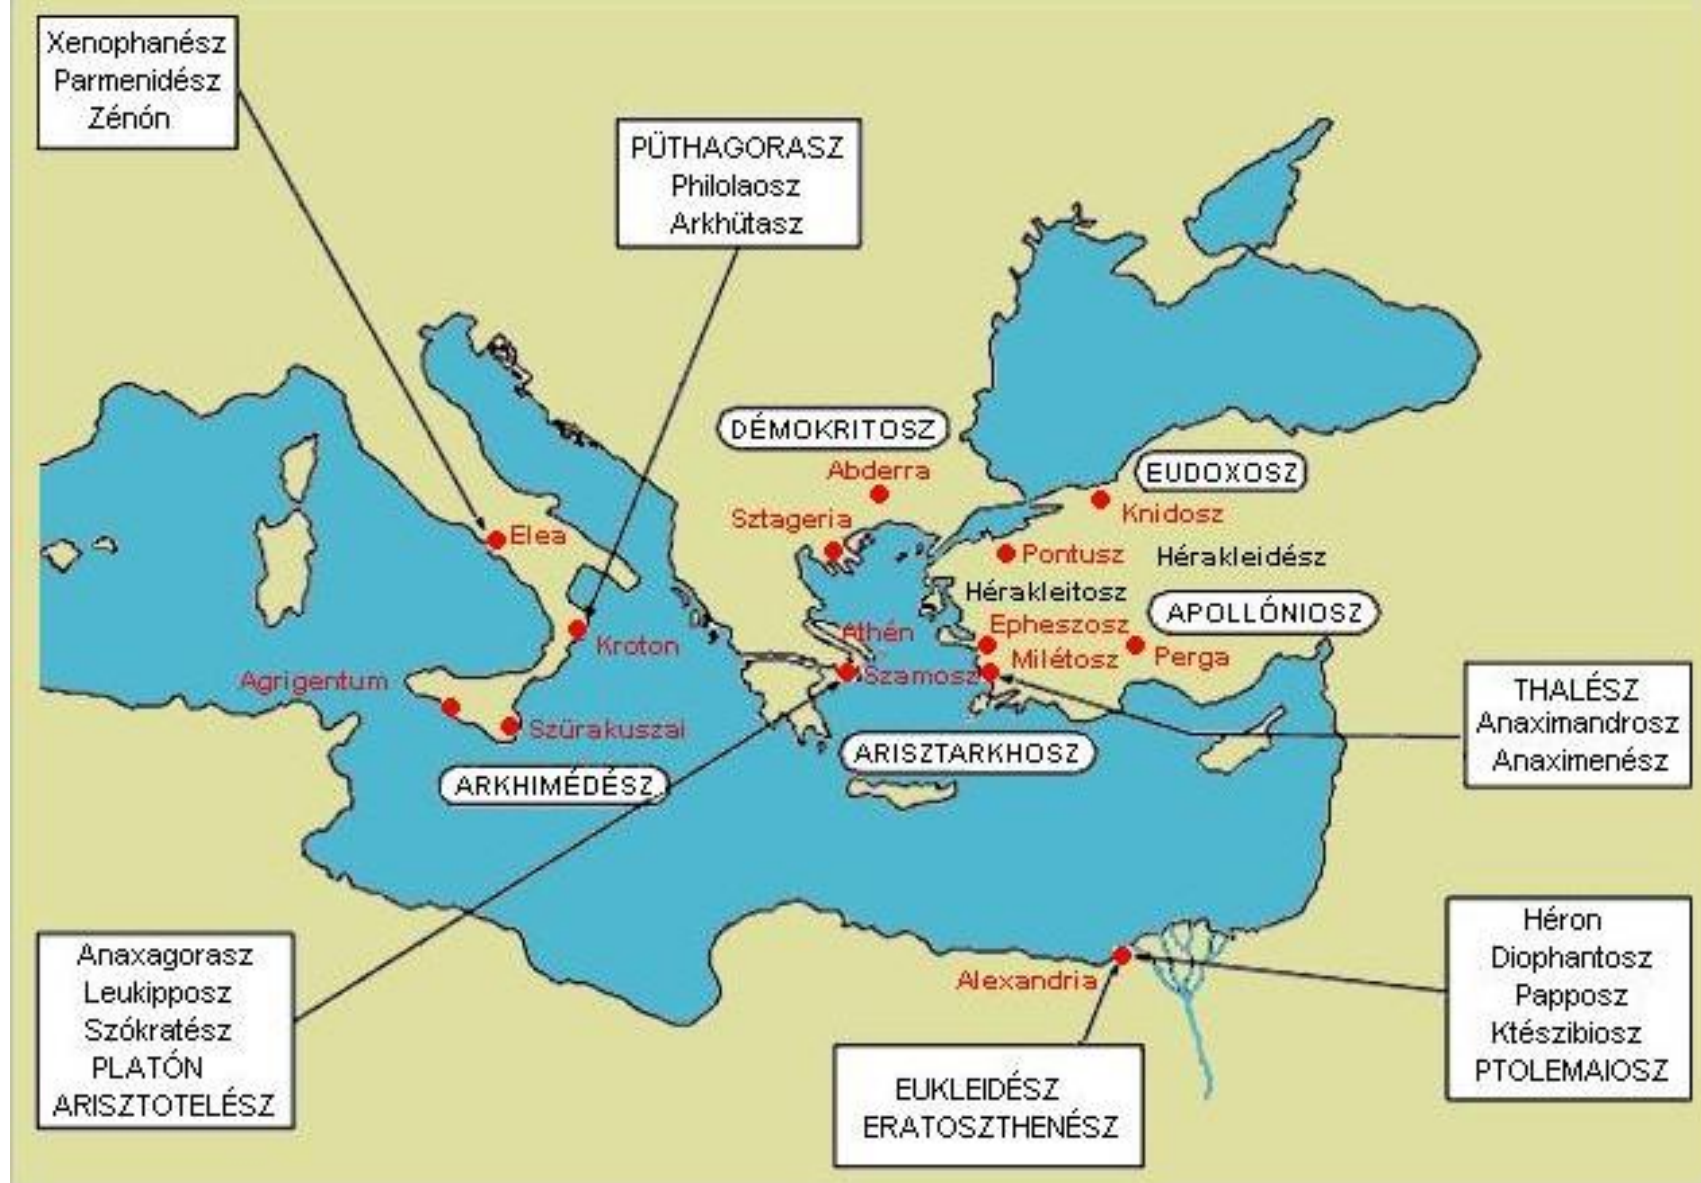 Xenophanész
Parmenidész
Zénón
PÜTHAGORASZ
Philolaosz
Arkhütasz
DÉMOKRITOSZ
Abderra
EUDOXOSZ
Sztageria
Knidosz
Elea
Pontusz
Hérakleidész
Hérakleitosz
APOLLÓNIOSZ
Athén
Epheszosz
Kroton
Milétosz
Perga
Agrigentum
Szamosz
Szürakuszai
THALÉSZ
Anaximandrosz
Anaximenész
ARISZTARKHOSZ
ARKHIMÉDÉSZ
Anaxagorasz
Leukipposz
Szókratész
PLATÓN
ARISZTOTELÉSZ
Alexandria
Héron
Diophantosz
Papposz
Ktészibiosz
PTOLEMAIOSZ
EUKLEIDÉSZ
ERATOSZTHENÉSZ